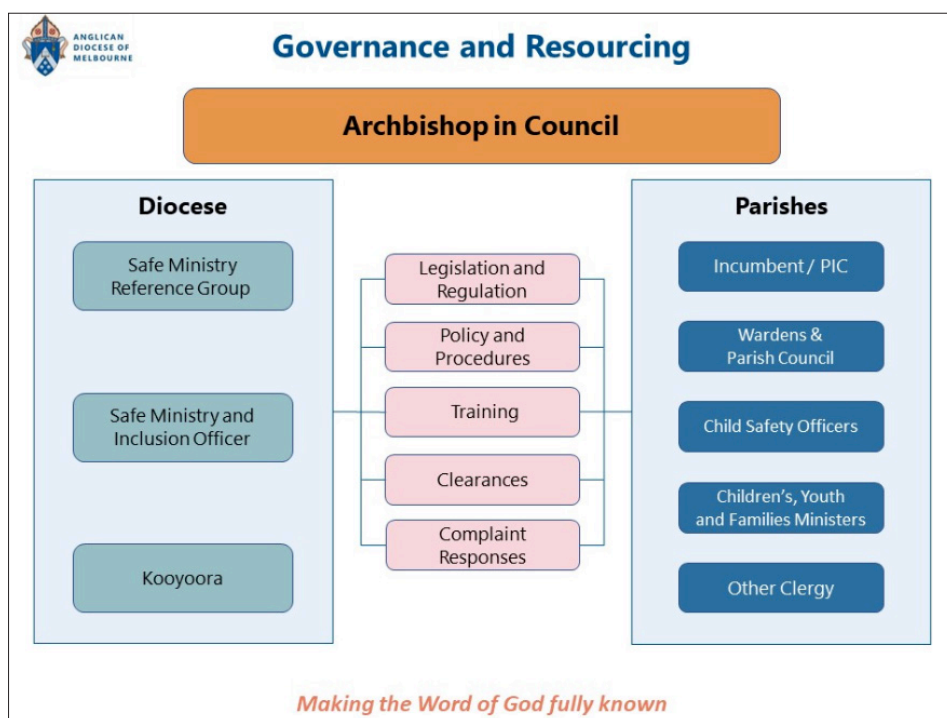 ANGLICAN
DIOCESE OF
MELBOURNE
Governance and Resourcing
Archbishop in Council
Diocese
Safe Ministry
Reference Group
Safe Ministry and
Inclusion Officer
Kooyoora
Legislation and
Regulation
Policy and
Procedures
Training
Clearances
Complaint
Responses
Parishes
Incumbent / PIC
Wardens &
Parish Council
Child Safety Officers
Children’s, Youth
and Families Ministers
Other Clergy
Making the Word of God fully known